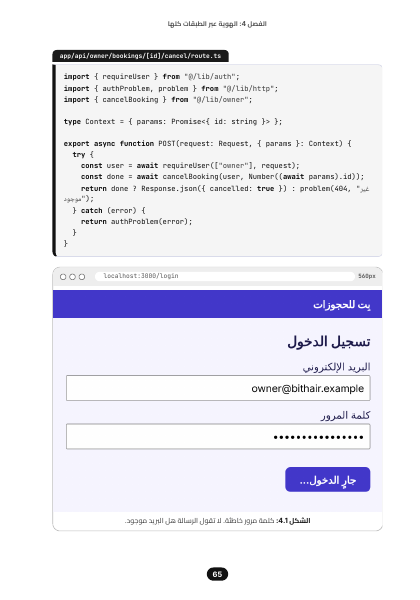 الفصل 4: الهوية عبر الطبقات كلها
app/api/owner/bookings/[id]/cancel/route.ts
import { requireUser } from "@/lib/auth";
import { authProblem, problem } from "@/lib/http";
import { cancelBooking } from "@/lib/owner";
type Context = { params: Promise<{ id: string }> };
export async function POST(request: Request, { params }: Context) {
try {
const user = await requireUser(["owner"], request);
const done = await cancelBooking(user, Number((await params).id));
return done ? Response.json({ cancelled: true }) : problem(404, "غير
موجود");
} catch (error) {
return authProblem(error);
}
}
localhost:3000/login
560px
بِت للحجوزات
تسجيل الدخول
البريد الإلكتروني
owner@bithair.example
كلمة المرور
••••••••••••••••
جارٍ الدخول...
الشكل 4.1: كلمة مرور خاطئة. لا تقول الرسالة هل البريد موجود.
65